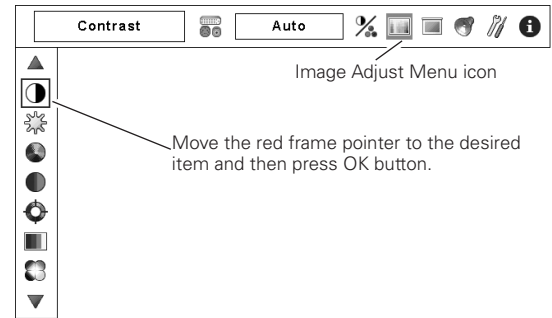 Contrast
Auto
Image Adjust Menu icon
Move the red frame pointer to the desired
item and then press OK button.